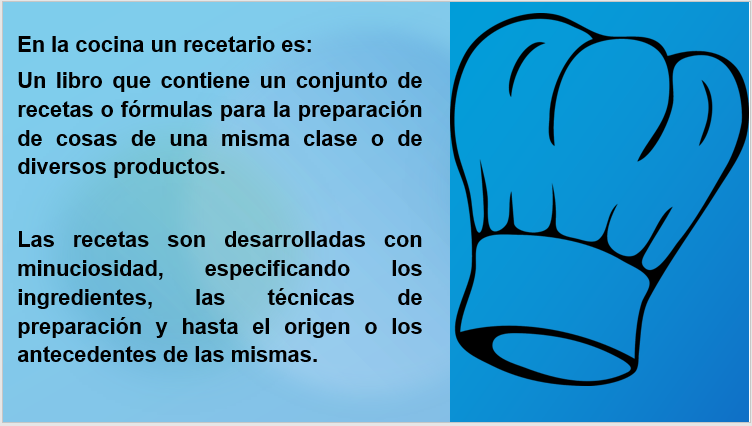 En la cocina un recetario es:
Un libro que contiene un conjunto de
recetas o fórmulas para la preparación
de cosas de una misma clase o de
diversos productos.
Las recetas son desarrolladas con
minuciosidad, especificando los
ingredientes, las técnicas de
preparación y hasta el origen o los
antecedentes de las mismas.